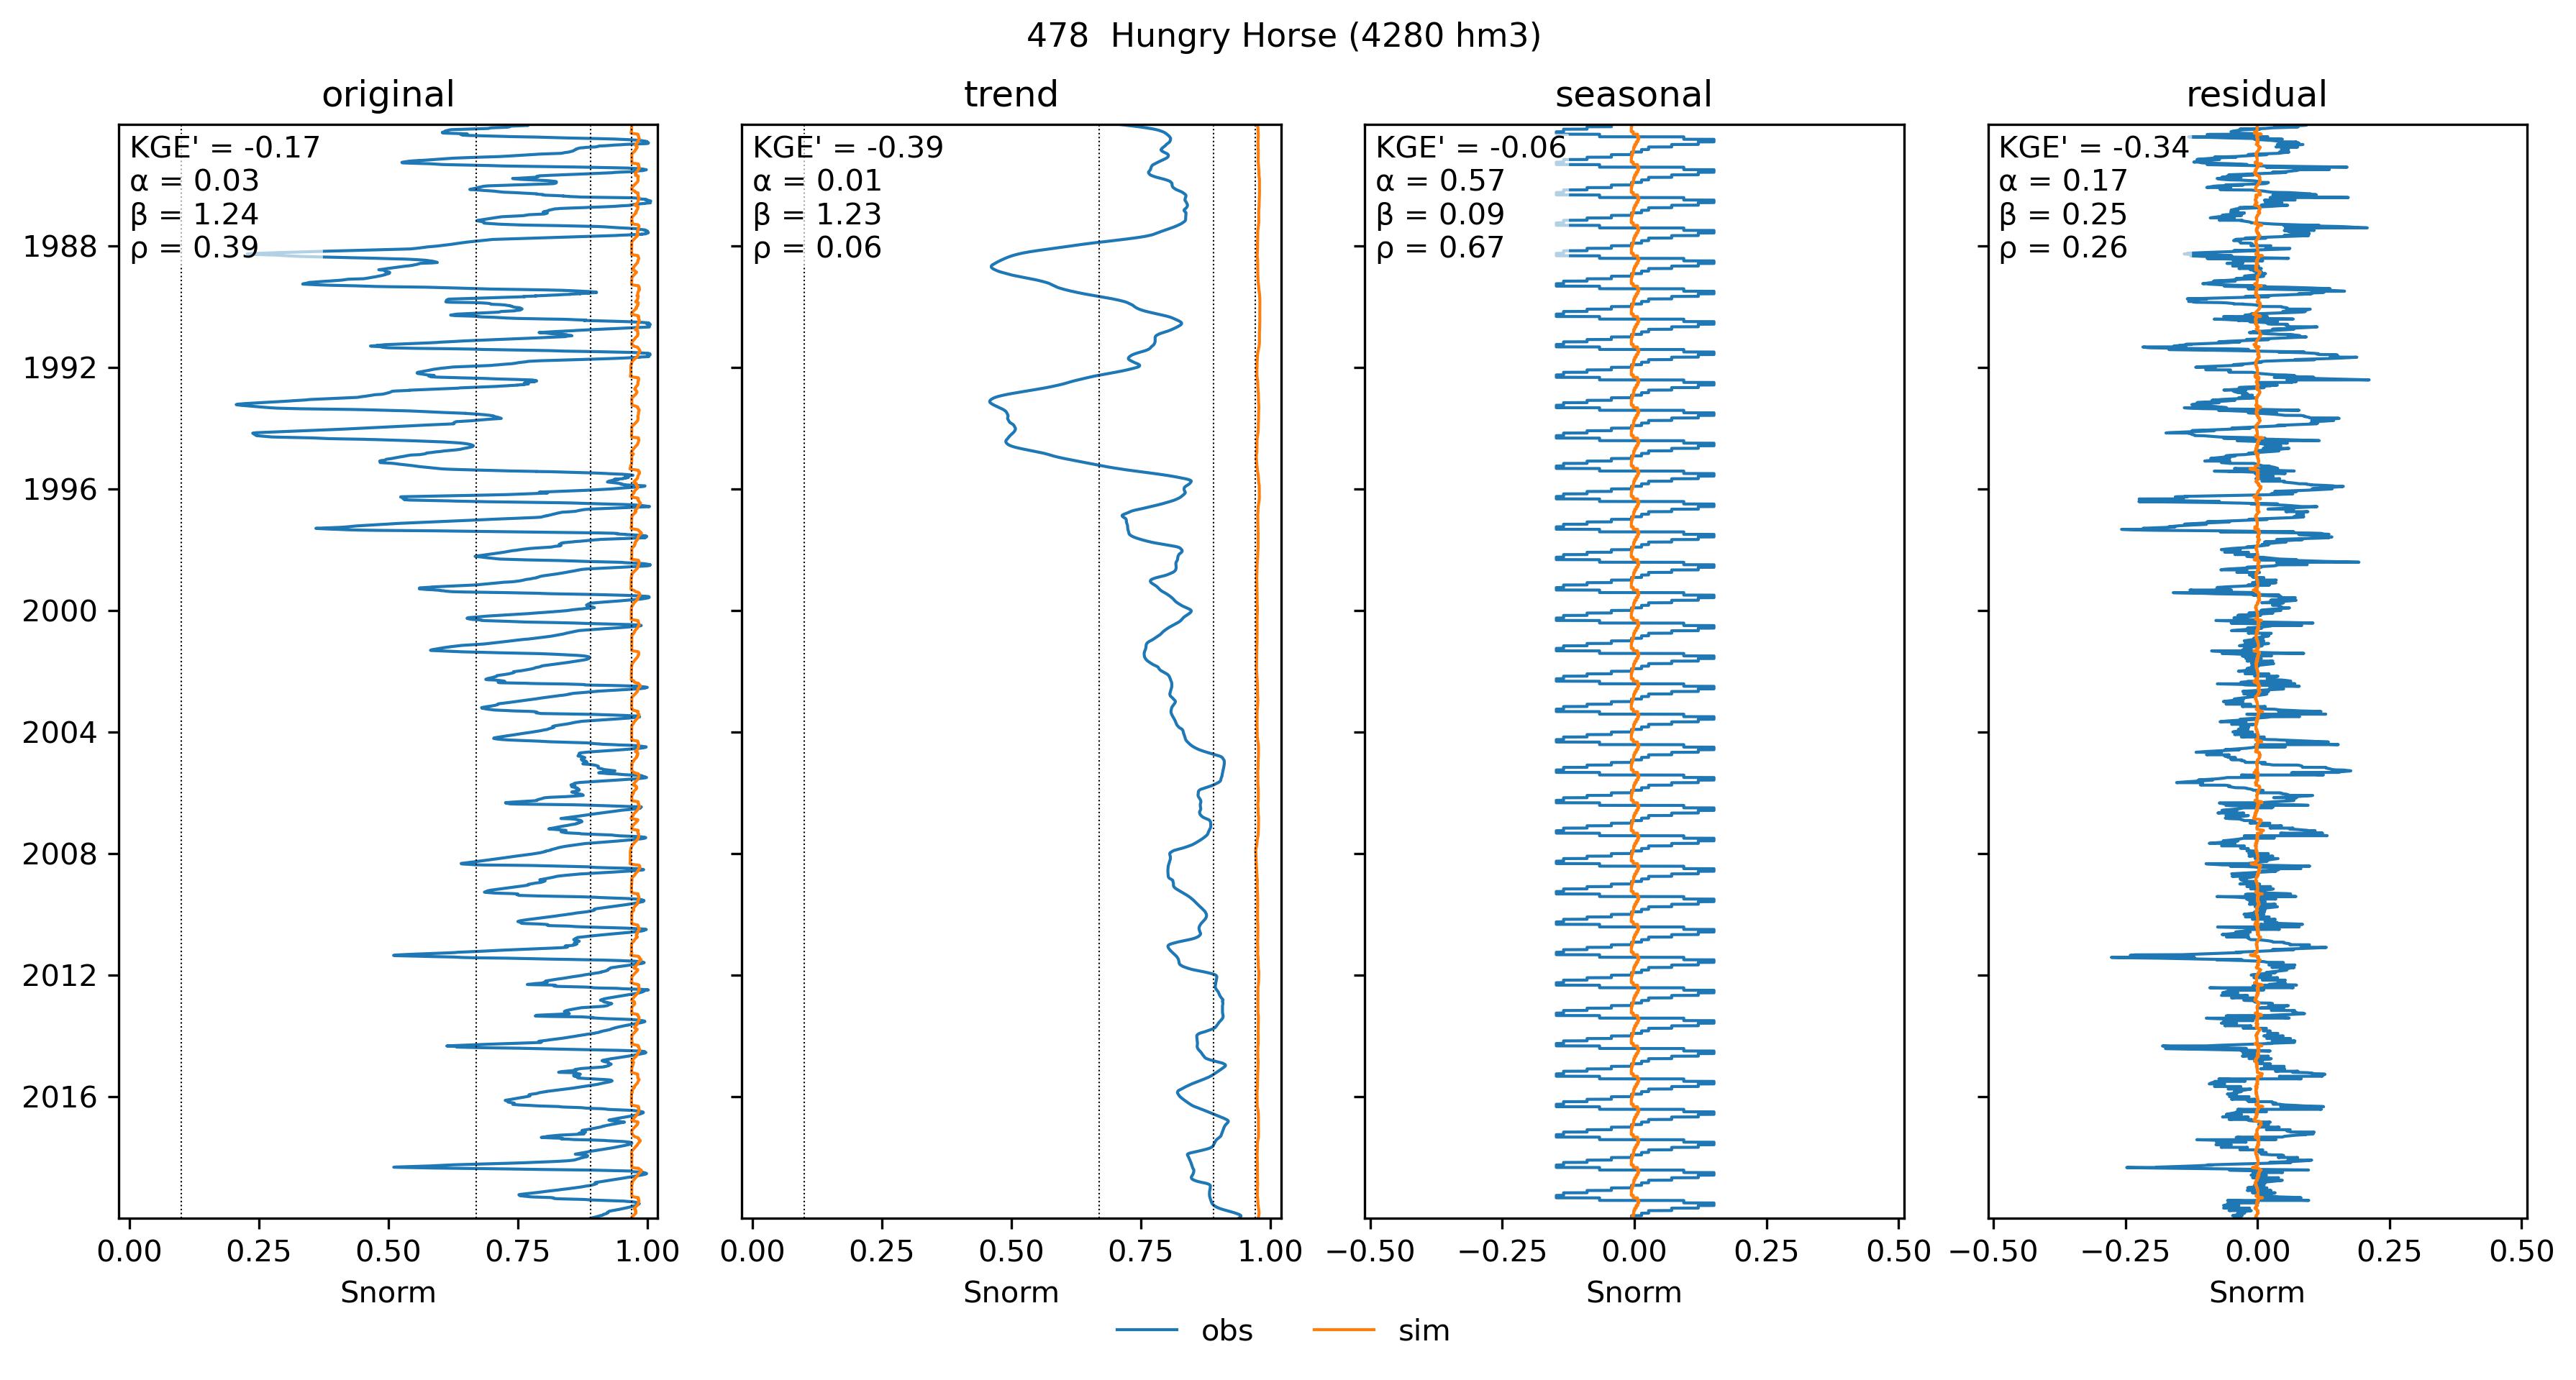 478  Hungry Horse (4280 hm3)
original
trend
seasonal
residual
KGE' = -0.17
α = 0.03
β = 1.24
ρ = 0.39
KGE' = -0.39
α = 0.01
β = 1.23
ρ = 0.06
KGE' = -0.06
α = 0.57
β = 0.09
ρ = 0.67
KGE' = -0.34
α = 0.17
β = 0.25
ρ = 0.26
1988
1992
1996
2000
2004
2008
2012
2016
0.00 0.25 0.50 0.75 1.00
0.00 0.25 0.50 0.75 1.00
−0.50 −0.25 0.00 0.25 0.50
−0.50 −0.25 0.00 0.25 0.50
Snorm
Snorm
Snorm
Snorm
obs
sim